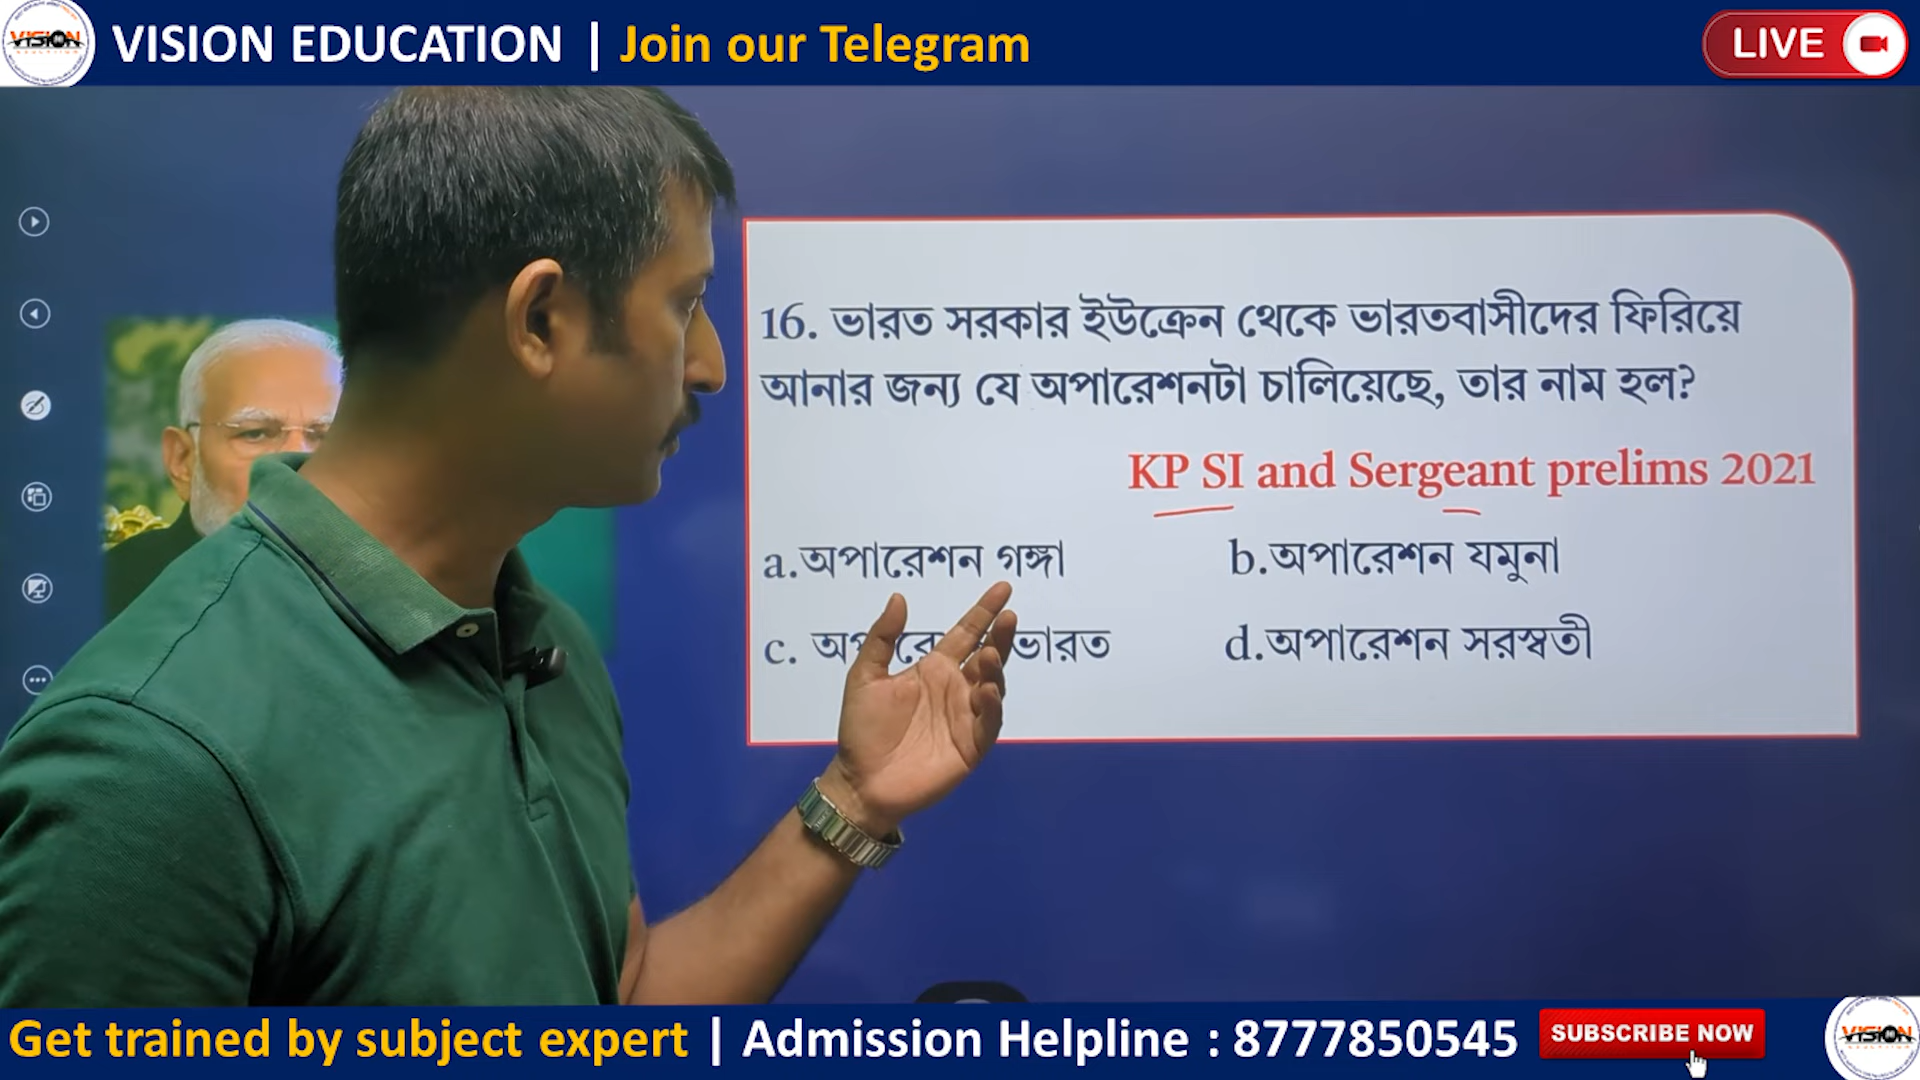 VISION
VISION EDUCATION | Join our Telegram
LIVE
16. ভারত সরকার ইউক্রেন থেকে ভারতবাসীদের ফিরিয়ে
আনার জন্য যে অপারেশনটা চালিয়েছে, তার নাম হল?
KP SI and Sergeant prelims 2021
a.অপারেশন গঙ্গা
b.অপারেশন যমুনা
c. ভারত
d.অপারেশন সরস্বতী
Get trained by subject expert | Admission Helpline : 8777850545
SUBSCRIBE NOW
VISION